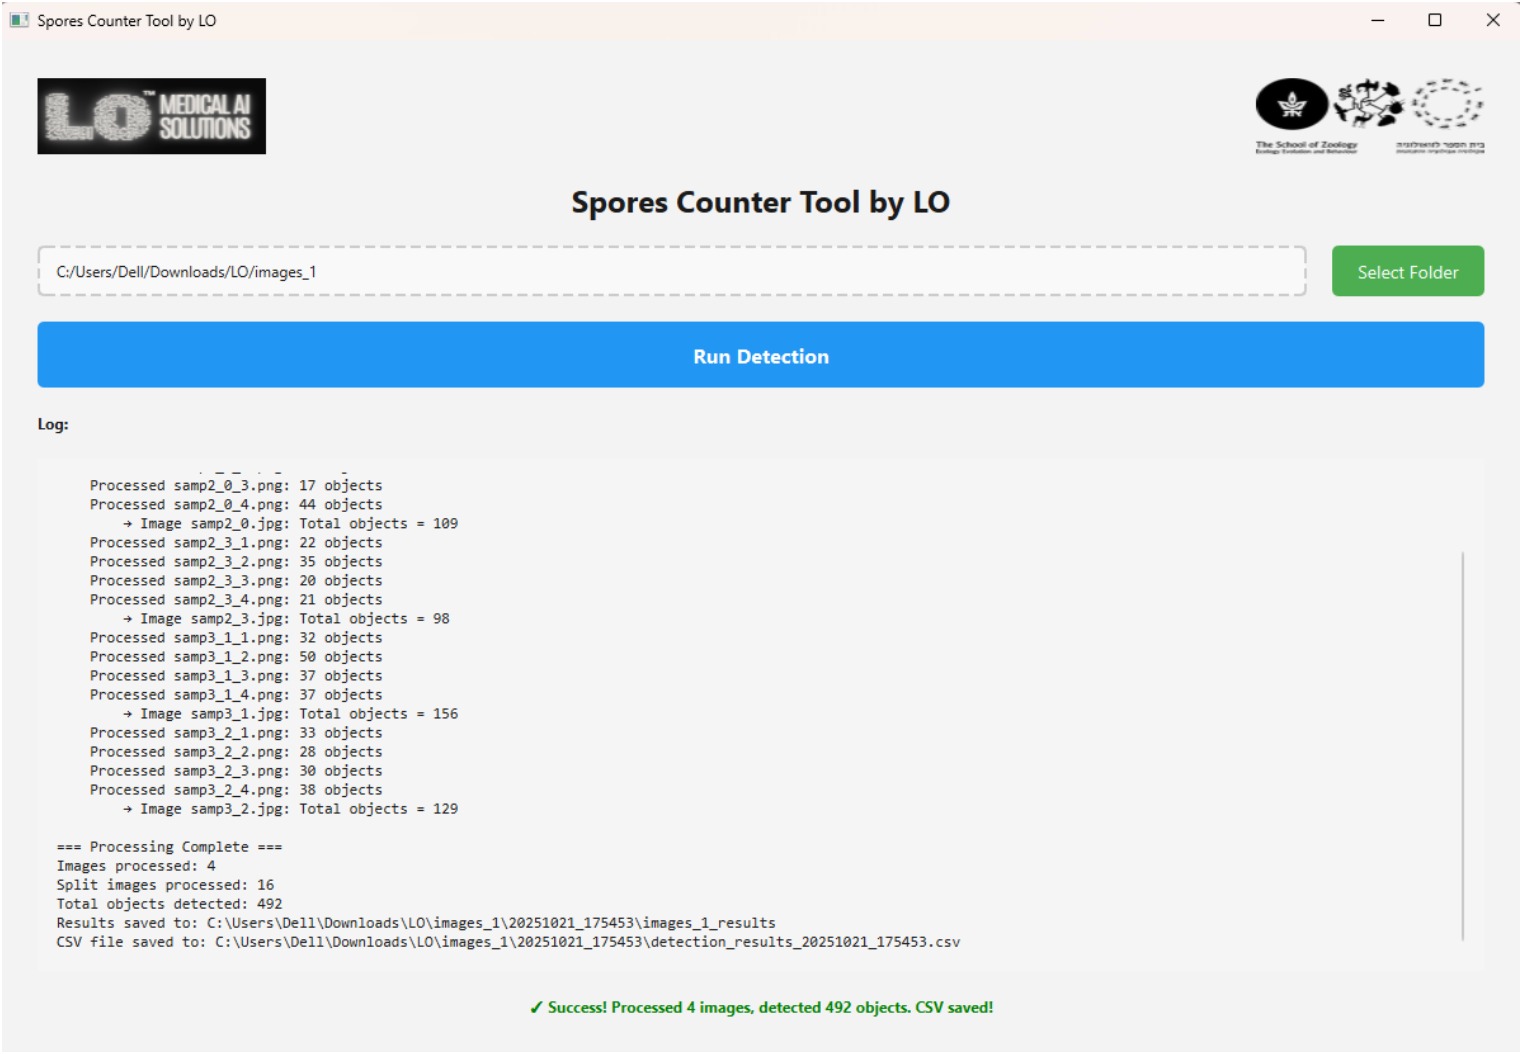 Spores Counter Tool by LO
LO™ MEDICAL AI
SOLUTIONS
The School of Zoology
Ecology Evolution and Behaviour
בית הספר לזואולוגיה
Spores Counter Tool by LO
C:/Users/Dell/Downloads/LO/images_1
Select Folder
Run Detection
Log:
Processed samp2_0_3.png: 17 objects
Processed samp2_0_4.png: 44 objects
→ Image samp2_0.jpg: Total objects = 109
Processed samp2_3_1.png: 22 objects
Processed samp2_3_2.png: 35 objects
Processed samp2_3_3.png: 20 objects
Processed samp2_3_4.png: 21 objects
→ Image samp2_3.jpg: Total objects = 98
Processed samp3_1_1.png: 32 objects
Processed samp3_1_2.png: 50 objects
Processed samp3_1_3.png: 37 objects
Processed samp3_1_4.png: 37 objects
→ Image samp3_1.jpg: Total objects = 156
Processed samp3_2_1.png: 33 objects
Processed samp3_2_2.png: 28 objects
Processed samp3_2_3.png: 30 objects
Processed samp3_2_4.png: 38 objects
→ Image samp3_2.jpg: Total objects = 129
=== Processing Complete ===
Images processed: 4
Split images processed: 16
Total objects detected: 492
Results saved to: C:\Users\Dell\Downloads\LO\images_1\20251021_175453\images_1_results
CSV file saved to: C:\Users\Dell\Downloads\LO\images_1\20251021_175453\detection_results_20251021_175453.csv
✓ Success! Processed 4 images, detected 492 objects. CSV saved!